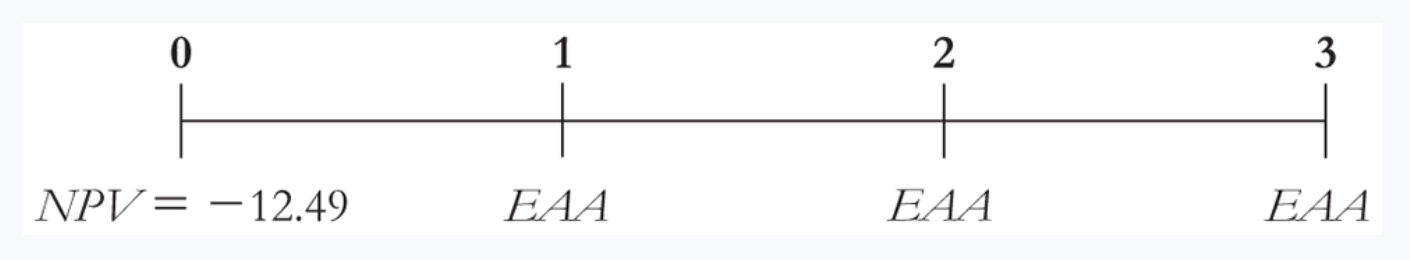 0 1 2 3
NPV = −12.49 EAA EAA EAA